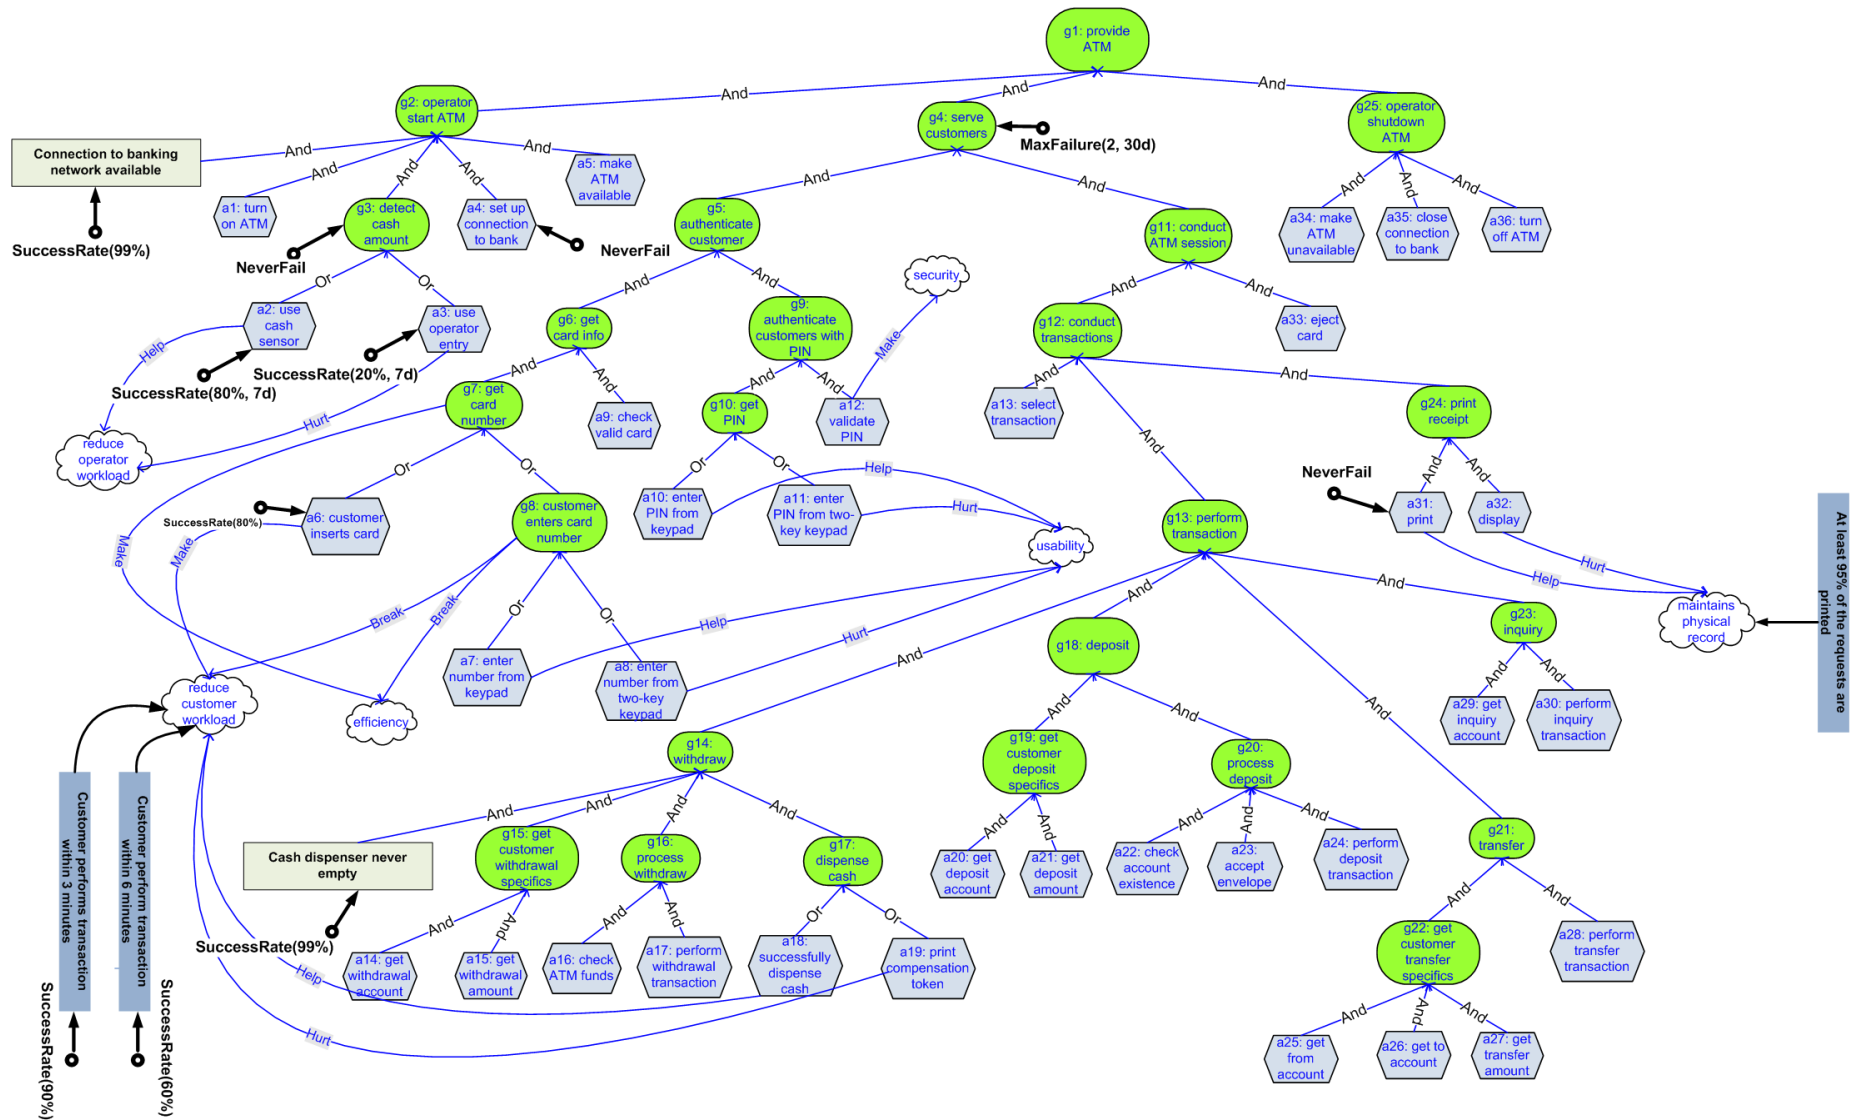 g1: provide
ATM
And
And
And
g2: operator
start ATM
g4: serve
customers
MaxFailure(2, 30d)
g25: operator
shutdown
ATM
Connection to banking
network available
SuccessRate(99%)
And
And
And
And
And
a1: turn
on ATM
g3: detect
cash
amount
NeverFail
a4: set up
connection
to bank
NeverFail
a5: make
ATM
available
Or
Or
a2: use
cash
sensor
SuccessRate(80%, 7d)
a3: use
operator
entry
SuccessRate(20%, 7d)
Help
Hurt
reduce
operator
workload
And
And
g5:
authenticate
customer
g11: conduct
ATM session
And
And
And
a34: make
ATM
unavailable
a35: close
connection
to bank
a36: turn
off ATM
And
And
g6: get
card info
g9:
authenticate
customers with
PIN
security
Make
And
And
g7: get
card
number
a9: check
valid card
And
And
g10: get
PIN
a12:
validate
PIN
Or
Or
a10: enter
PIN from
keypad
a11: enter
PIN from two-
key keypad
Help
Hurt
usability
Or
Or
a6: customer
inserts card
SuccessRate(80%)
g8: customer
enters card
number
Make
Make
Break
Break
Or
Or
a7: enter
number from
keypad
a8: enter
number from
two-key
keypad
Help
Hurt
reduce
customer
workload
efficiency
And
And
g12: conduct
transactions
a33: eject
card
And
And
And
a13: select
transaction
g24: print
receipt
And
And
NeverFail
a31:
print
a32:
display
Help
Hurt
maintains
physical
record
At least 95% of the requests are
printed
g13: perform
transaction
And
And
And
And
g18: deposit
g23:
inquiry
And
And
a29: get
inquiry
account
a30: perform
inquiry
transaction
g14:
withdraw
And
And
And
And
Cash dispenser never
empty
SuccessRate(99%)
g15: get
customer
withdrawal
specifics
g16:
process
withdraw
g17:
dispense
cash
And
And
And
And
Or
Or
a14: get
withdrawal
account
a15: get
withdrawal
amount
a16: check
ATM funds
a17: perform
withdrawal
transaction
a18:
successfully
dispense
cash
a19: print
compensation
token
Help
Hurt
And
And
g19: get
customer
deposit
specifics
g20:
process
deposit
And
And
And
And
And
a20: get
deposit
account
a21: get
deposit
amount
a22: check
account
existence
a23:
accept
envelope
a24: perform
deposit
transaction
g21:
transfer
And
And
g22: get
customer
transfer
specifics
a28: perform
transfer
transaction
And
And
And
a25: get
from
account
a26: get to
account
a27: get
transfer
amount
Customer performs transaction
within 3 minutes
SuccessRate(90%)
Customer perform transaction
within 6 minutes
SuccessRate(60%)